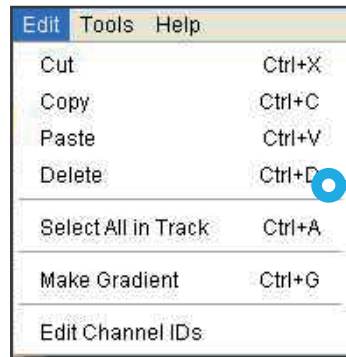 Edit Tools Help
Cut Ctrl+X
Copy Ctrl+C
Paste Ctrl+V
Delete Ctrl+D
Select All in Track Ctrl+A
Make Gradient Ctrl+G
Edit Channel IDs